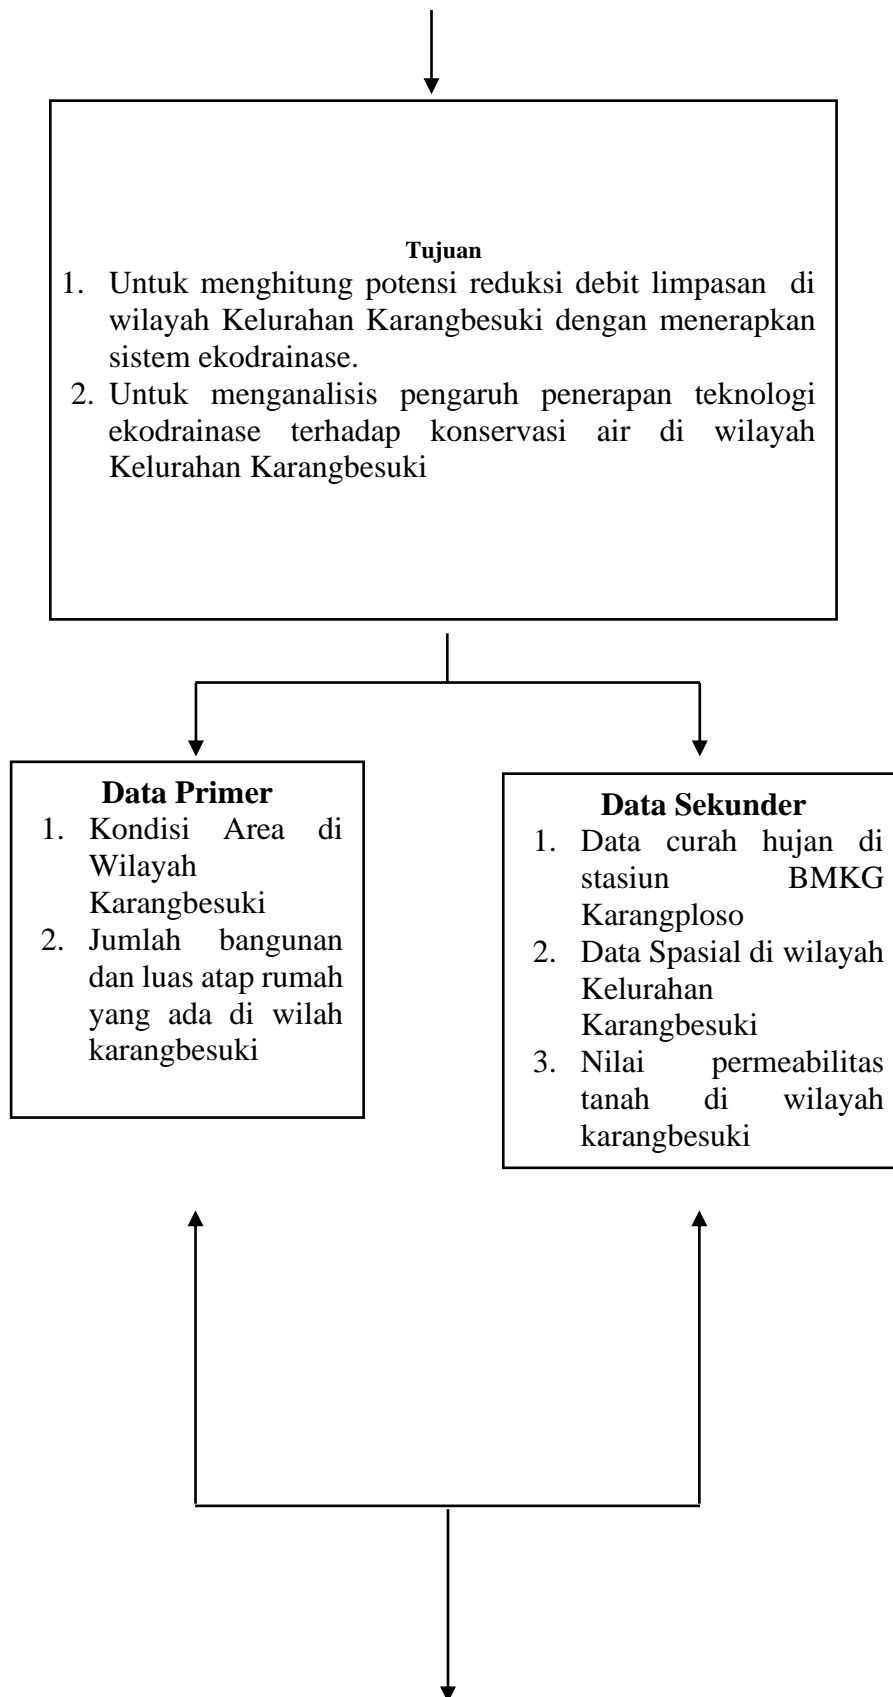 Tujuan
1. Untuk menghitung potensi reduksi debit limpasan di
wilayah Kelurahan Karangbesuki dengan menerapkan
sistem ekodrainase.
2. Untuk menganalisis pengaruh penerapan teknologi
ekodrainase terhadap konservasi air di wilayah
Kelurahan Karangbesuki
Data Primer
1. Kondisi Area di
Wilayah
Karangbesuki
2. Jumlah bangunan
dan luas atap rumah
yang ada di wilah
karangbesuki
Data Sekunder
1. Data curah hujan di
stasiun BMKG
Karangploso
2. Data Spasial di wilayah
Kelurahan
Karangbesuki
3. Nilai permeabilitas
tanah di wilayah
karangbesuki